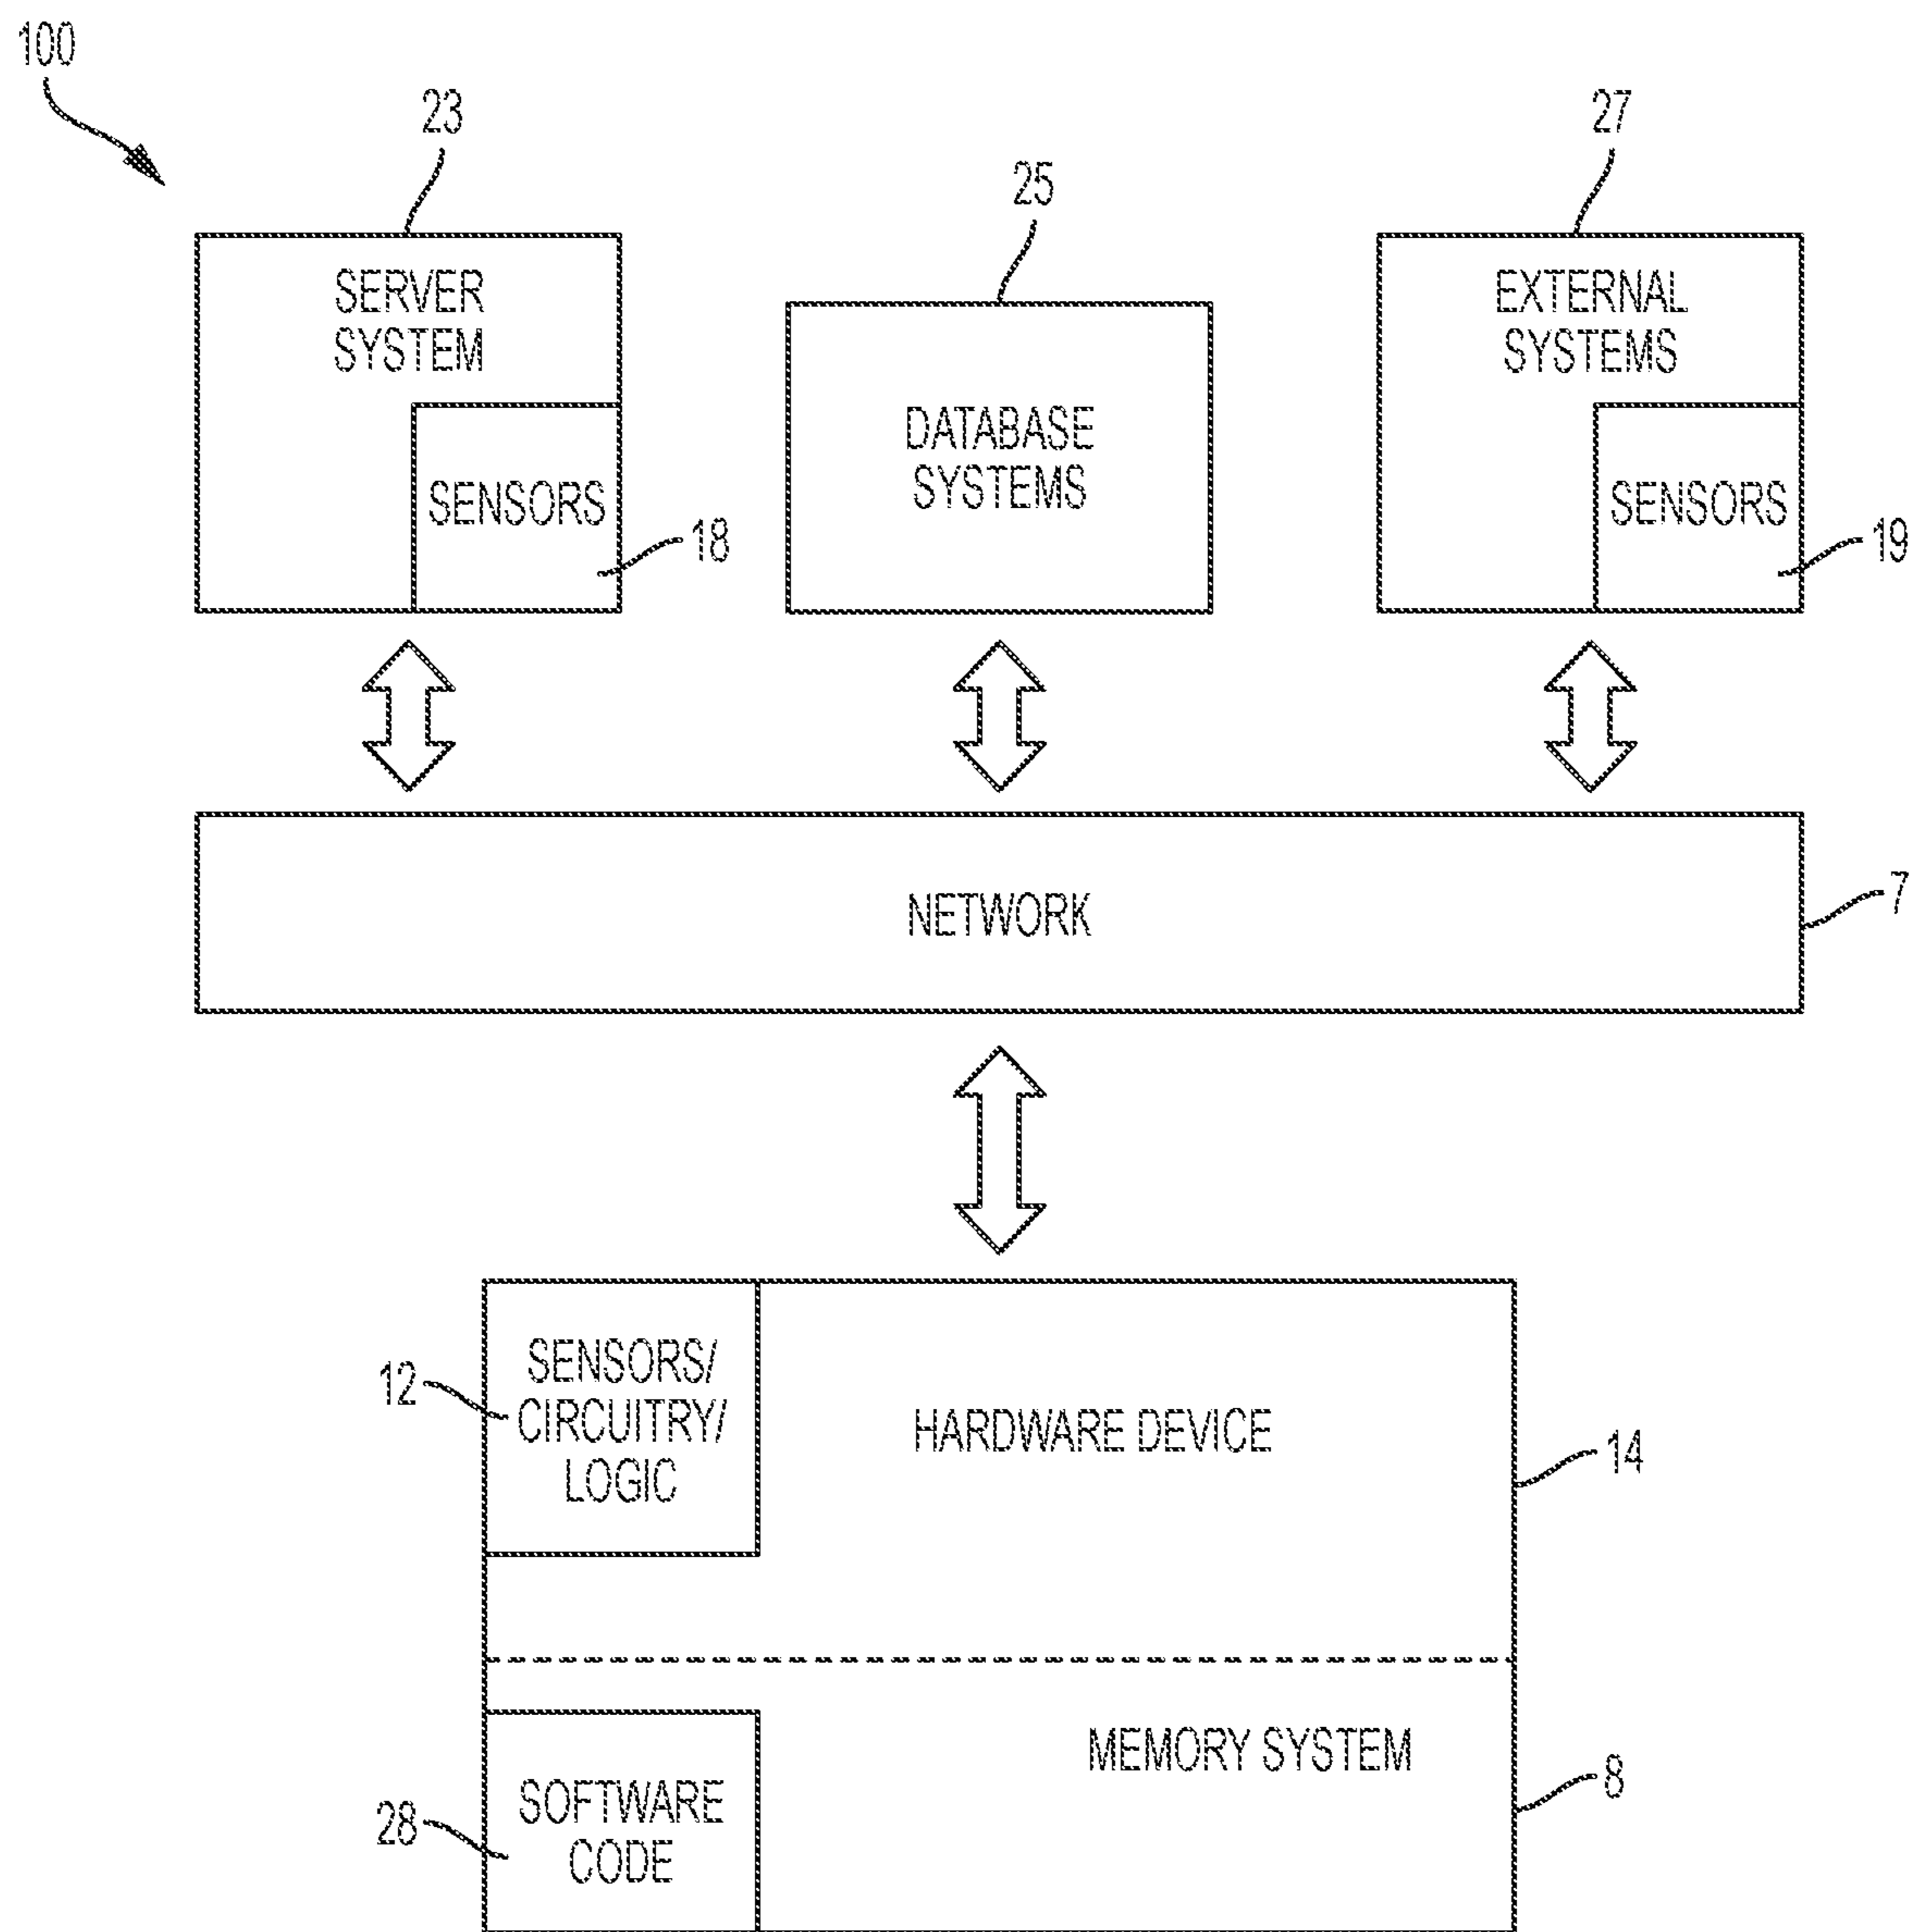 100
23
25
27
SERVER
SYSTEM
EXTERNAL
SYSTEMS
DATABASE
SYSTEMS
SENSORS
18
SENSORS
19
NETWORK
7
12
SENSORS/
CIRCUITRY/
LOGIC
HARDWARE DEVICE
14
MEMORY SYSTEM
8
28
SOFTWARE
CODE